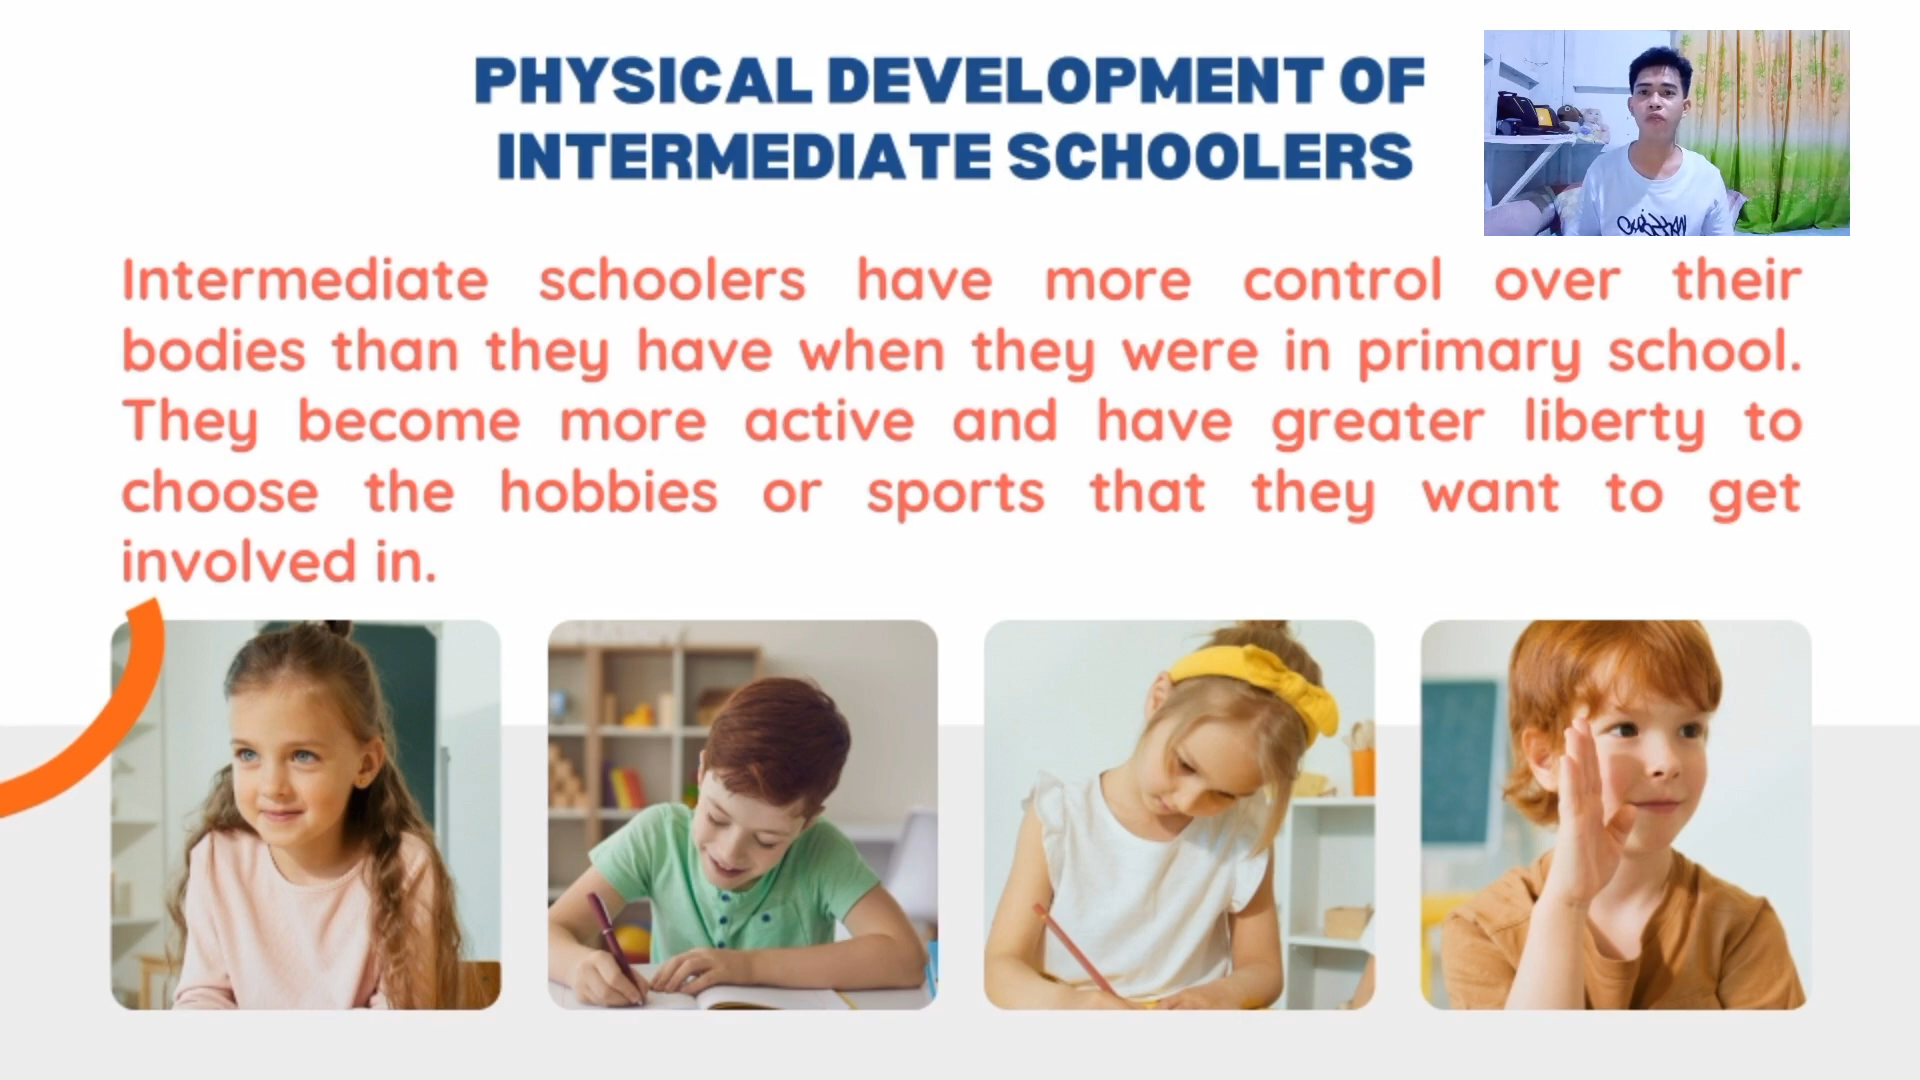 PHYSICAL DEVELOPMENT OF
INTERMEDIATE SCHOOLERS
Intermediate schoolers have more control over their
bodies than they have when they were in primary school.
They become more active and have greater liberty to
choose the hobbies or sports that they want to get
involved in.